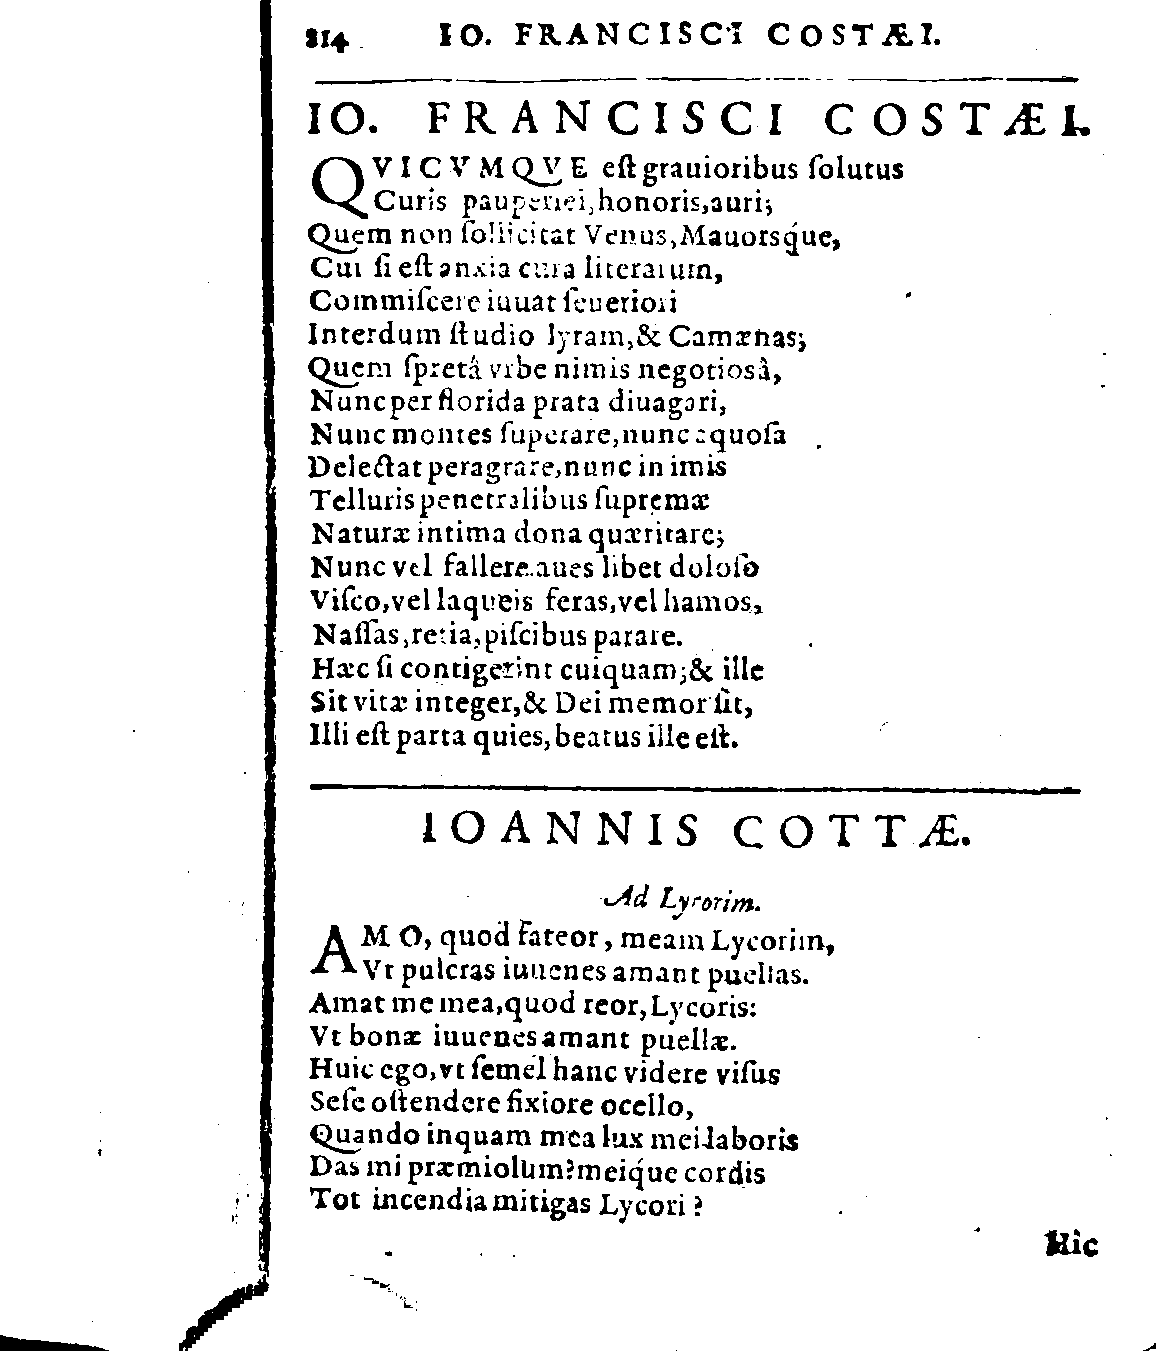 814 IO. FRANCISCI COSTÆI.
IO. FRANCISCI COSTÆI.
QVICVMQVE eſt grauioribus ſolutus
Curis pauperiei, honoris, auri;
Quem non ſollicitat Venus, Mauorsq́ue,
Cui ſi eſt anxia cura literarum,
Commiſcere iuuat ſeueriori
Interdum ſtudio lyram, & Camænas;
Quem ſpretâ vrbe nimis negotiosâ,
Nunc per florida prata diuagari,
Nunc montes ſuperare, nunc aquoſa
Delectat peragrare, nunc in imis
Telluris penetralibus ſupremæ
Naturæ intima dona quæritare;
Nunc vel fallere aues libet doloſo
Viſco, vel laqueis feras, vel hamos,
Naſſas, retia, piſcibus parare.
Hæc ſi contigerint cuiquam; & ille
Sit vitæ integer, & Dei memor ſit,
Illi eſt parta quies, beatus ille eſt.
IOANNIS COTTÆ.
Ad Lycorim.
AMO, quod fateor, meam Lycorim,
Vt pulcras iuuenes amant puellas.
Amat me mea, quod reor, Lycoris:
Vt bonæ iuuenes amant puellæ.
Huic ego, vt ſemel hanc videre viſus
Seſe oſtendere fixiore ocello,
Quando inquam mea lux mei laboris
Das mi præmiolum? meiq́ue cordis
Tot incendia mitigas Lycori?
Hic